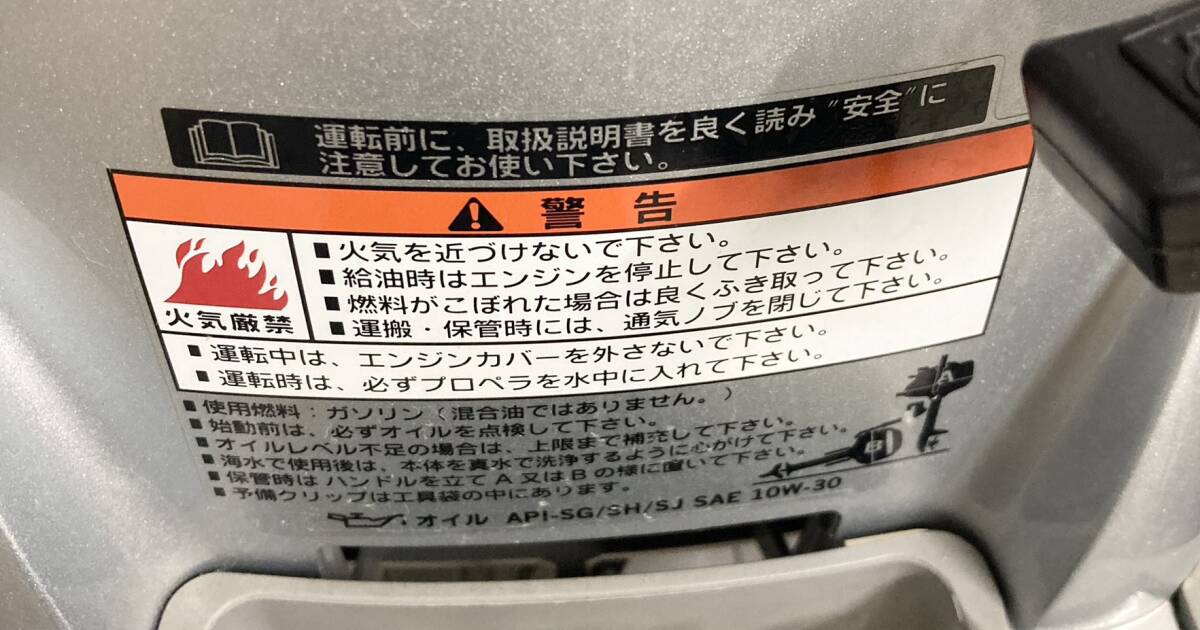 運転前に、取扱説明書を良く読み"安全"に
注意してお使い下さい。
警告
火気厳禁
■火気を近づけないで下さい。
■給油時はエンジンを停止して下さい。
■燃料がこぼれた場合は良くふき取って下さい。
■運搬・保管時には、通気ノブを閉じて下さい。
■運転中は、エンジンカバーを外さないで下さい。
■運転時は、必ずプロペラを水中に入れて下さい。
■使用燃料:ガソリン(混合油ではありません。)
■始動前は、必ずオイルを点検して下さい。
■オイルレベル不足の場合は、上限まで補充して下さい。
■海水で使用後は、本体を真水で洗浄するように心がけて下さい。
■保管時はハンドルを立てA又はBの様に置いて下さい。
■予備クリップは工具袋の中にあります。
A
B
オイル API-SG/SH/SJ SAE 10W-30